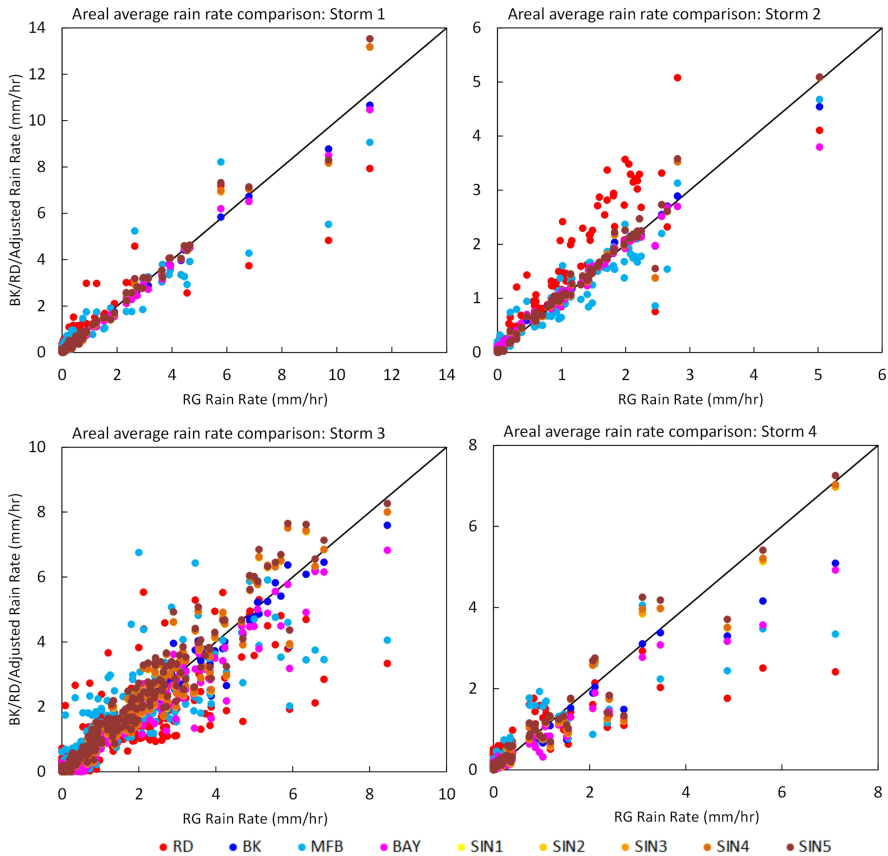 Areal average rain rate comparison: Storm 1
14
12
10
8
6
4
2
0
0 2 4 6 8 10 12 14
RG Rain Rate (mm/hr)
BK/RD/Adjusted Rain Rate (mm/hr)
Areal average rain rate comparison: Storm 2
6
5
4
3
2
1
0
0 1 2 3 4 5 6
RG Rain Rate (mm/hr)
Areal average rain rate comparison: Storm 3
10
8
6
4
2
0
0 2 4 6 8 10
RG Rain Rate (mm/hr)
BK/RD/Adjusted Rain Rate (mm/hr)
Areal average rain rate comparison: Storm 4
8
6
4
2
0
0 2 4 6 8
RG Rain Rate (mm/hr)
RD BK MFB BAY SIN1 SIN2 SIN3 SIN4 SIN5